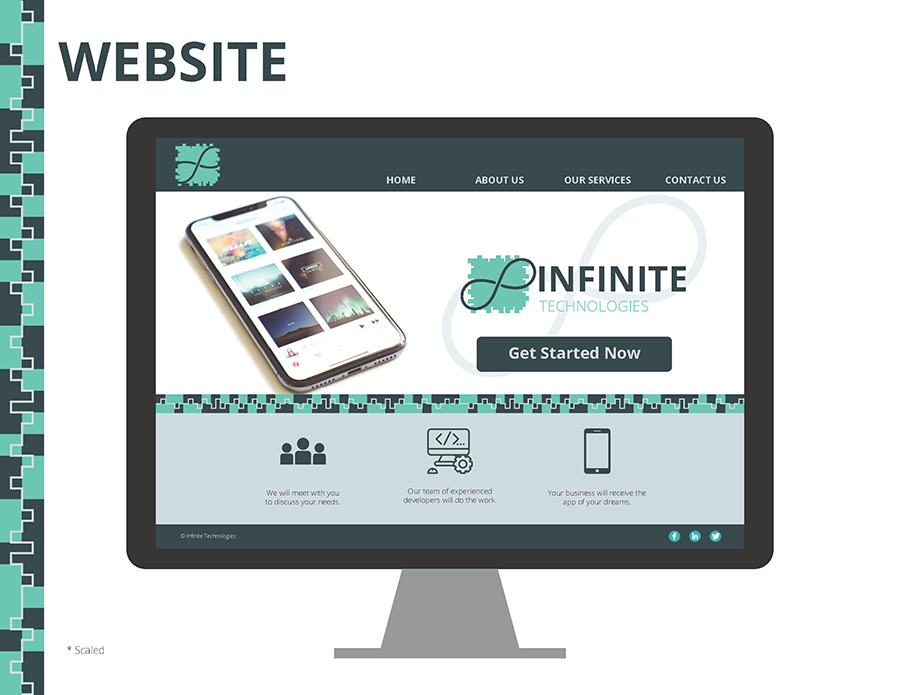 WEBSITE
HOME
ABOUT US
OUR SERVICES
CONTACT US
INFINITE
TECHNOLOGIES
Get Started Now
We will meet with you
to discuss your needs.
Our team of experienced
developers will do the work.
Your business will receive the
app of your dreams.
© Infinite Technologies
* Scaled